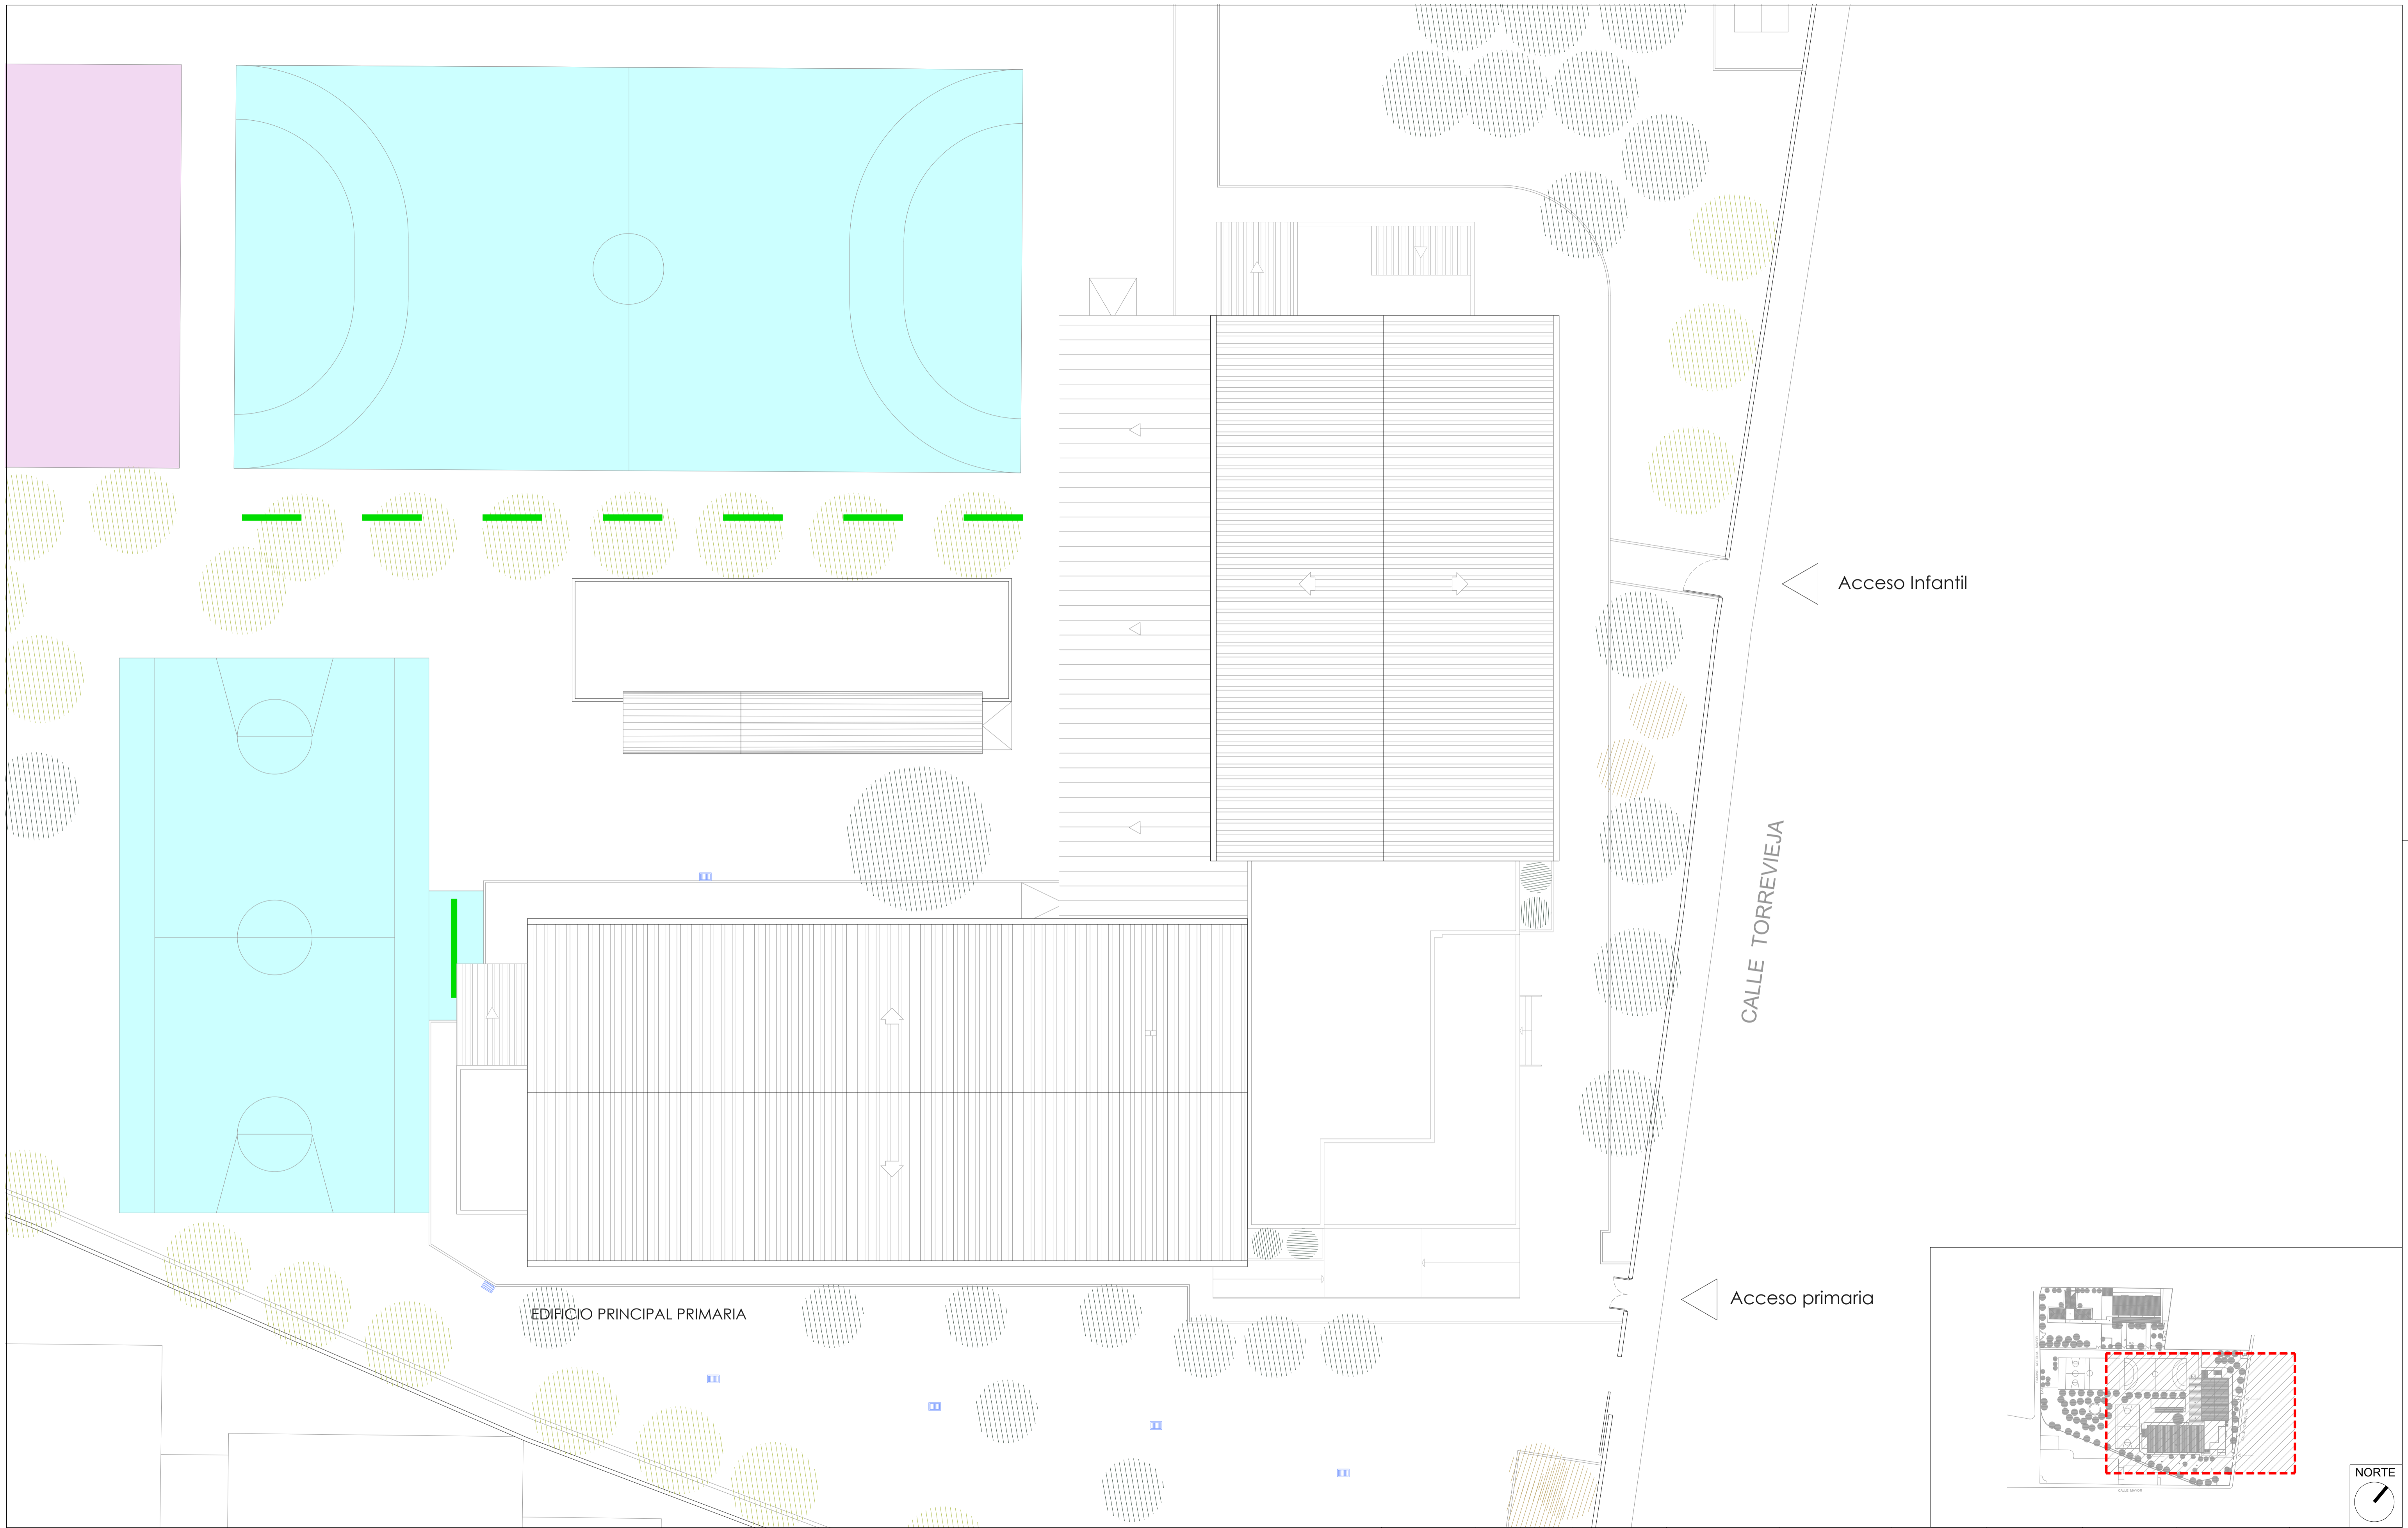 Acceso Infantil
CALLE TORREVIEJA
Acceso primaria
EDIFICIO PRINCIPAL PRIMARIA
NORTE